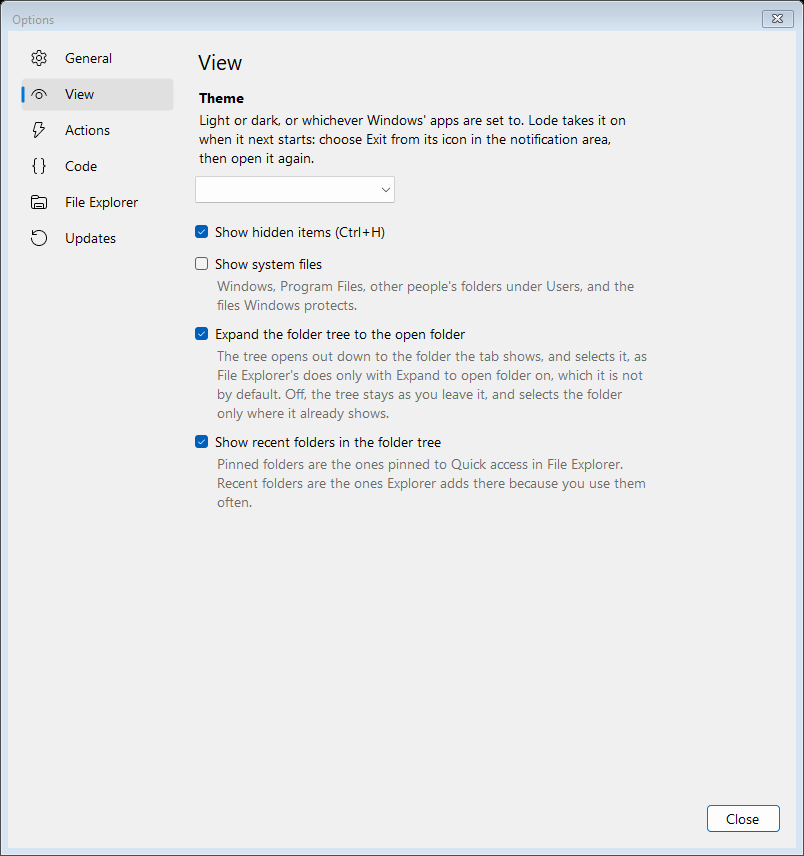 Options
General
View
Actions
Code
File Explorer
Updates
View
Theme
Light or dark, or whichever Windows' apps are set to. Lode takes it on
when it next starts: choose Exit from its icon in the notification area,
then open it again.
Show hidden items (Ctrl+H)
Show system files
Windows, Program Files, other people's folders under Users, and the
files Windows protects.
Expand the folder tree to the open folder
The tree opens out down to the folder the tab shows, and selects it, as
File Explorer's does only with Expand to open folder on, which it is not
by default. Off, the tree stays as you leave it, and selects the folder
only where it already shows.
Show recent folders in the folder tree
Pinned folders are the ones pinned to Quick access in File Explorer.
Recent folders are the ones Explorer adds there because you use them
often.
Close